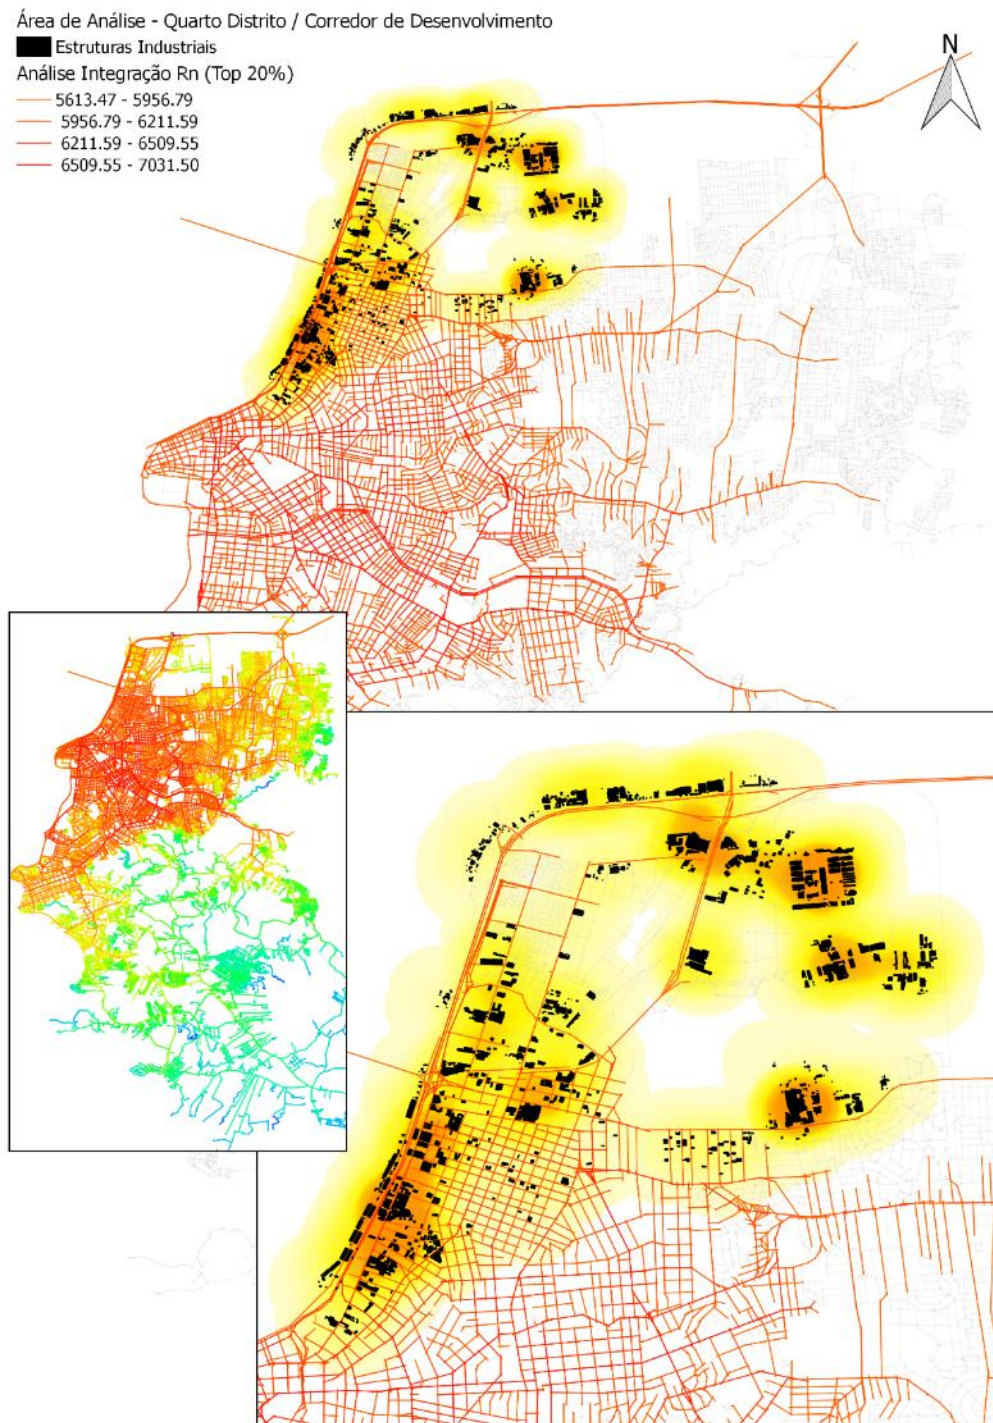 Área de Análise - Quarto Distrito / Corredor de Desenvolvimento
Estruturas Industriais
Análise Integração Rn (Top 20%)
5613.47 - 5956.79
5956.79 - 6211.59
6211.59 - 6509.55
6509.55 - 7031.50
N